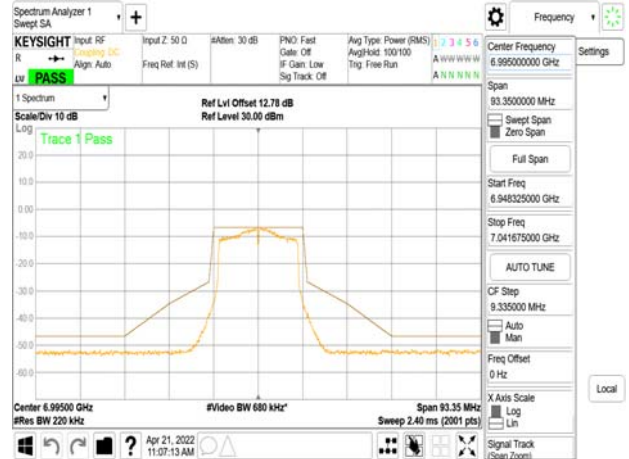 Spectrum Analyzer 1
Swept SA
Frequency
Settings
KEYSIGHT
R
PASS
Input: RF
Coupling: DC
Align: Auto
Input Z: 50 Ω
Freq Ref: Int (S)
#Atten: 30 dB
PNO: Fast
Gate: Off
IF Gain: Low
Sig Track: Off
Avg Type: Power (RMS)
Avg|Hold: 100/100
Trig: Free Run
1 2 3 4 5 6
A W W W W W
A N N N N N
1 Spectrum
Scale/Div 10 dB
Ref Lvl Offset 12.78 dB
Ref Level 30.00 dBm
Log
Trace 1 Pass
20.0
10.0
0.00
-10.0
-20.0
-30.0
-40.0
-50.0
-60.0
Center 6.99500 GHz
#Res BW 220 kHz
#Video BW 680 kHz*
Span 93.35 MHz
Sweep 2.40 ms (2001 pts)
Apr 21, 2022
11:07:13 AM
?
Center Frequency
6.995000000 GHz
Span
93.3500000 MHz
Swept Span
Zero Span
Full Span
Start Freq
6.948325000 GHz
Stop Freq
7.041675000 GHz
AUTO TUNE
CF Step
9.335000 MHz
Auto
Man
Freq Offset
0 Hz
X Axis Scale
Log
Lin
Signal Track
(Span Zoom)
Local